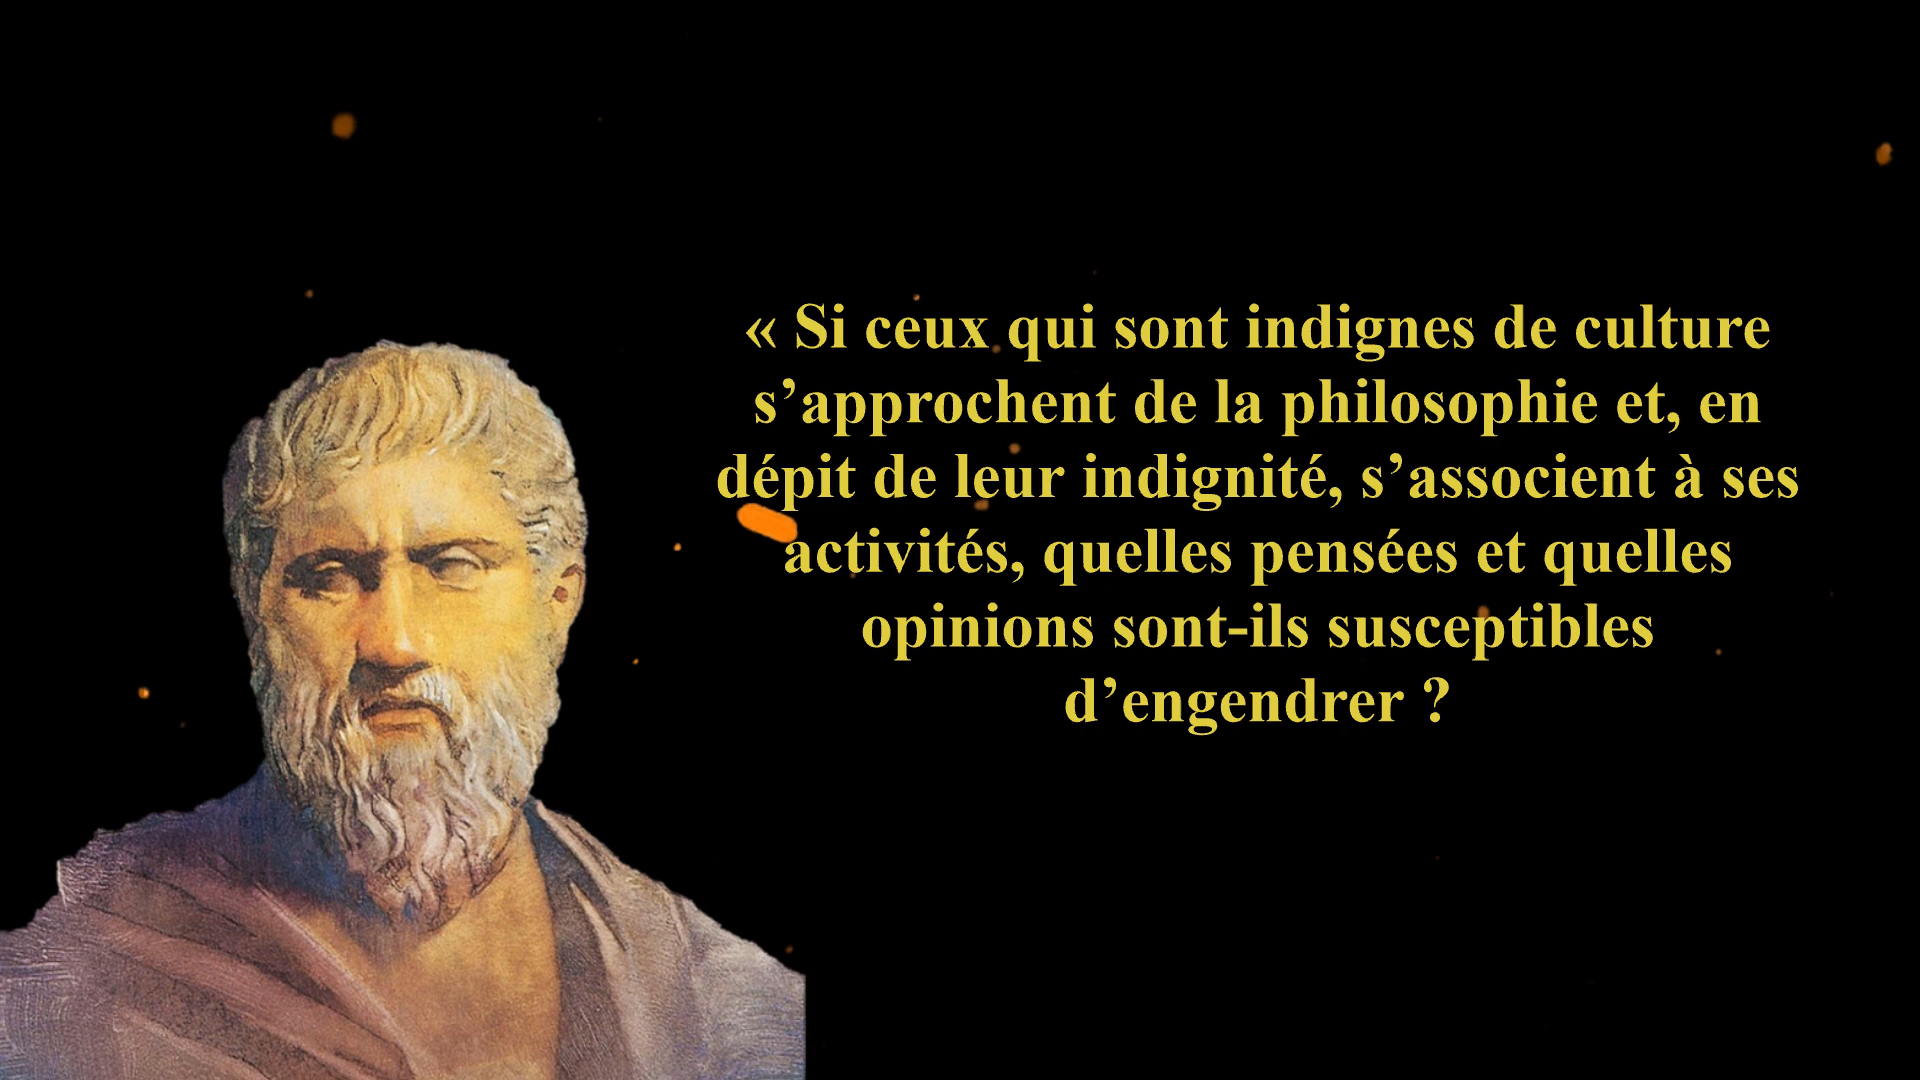 « Si ceux qui sont indignes de culture
s’approchent de la philosophie et, en
dépit de leur indignité, s’associent à ses
activités, quelles pensées et quelles
opinions sont-ils susceptibles
d’engendrer ?